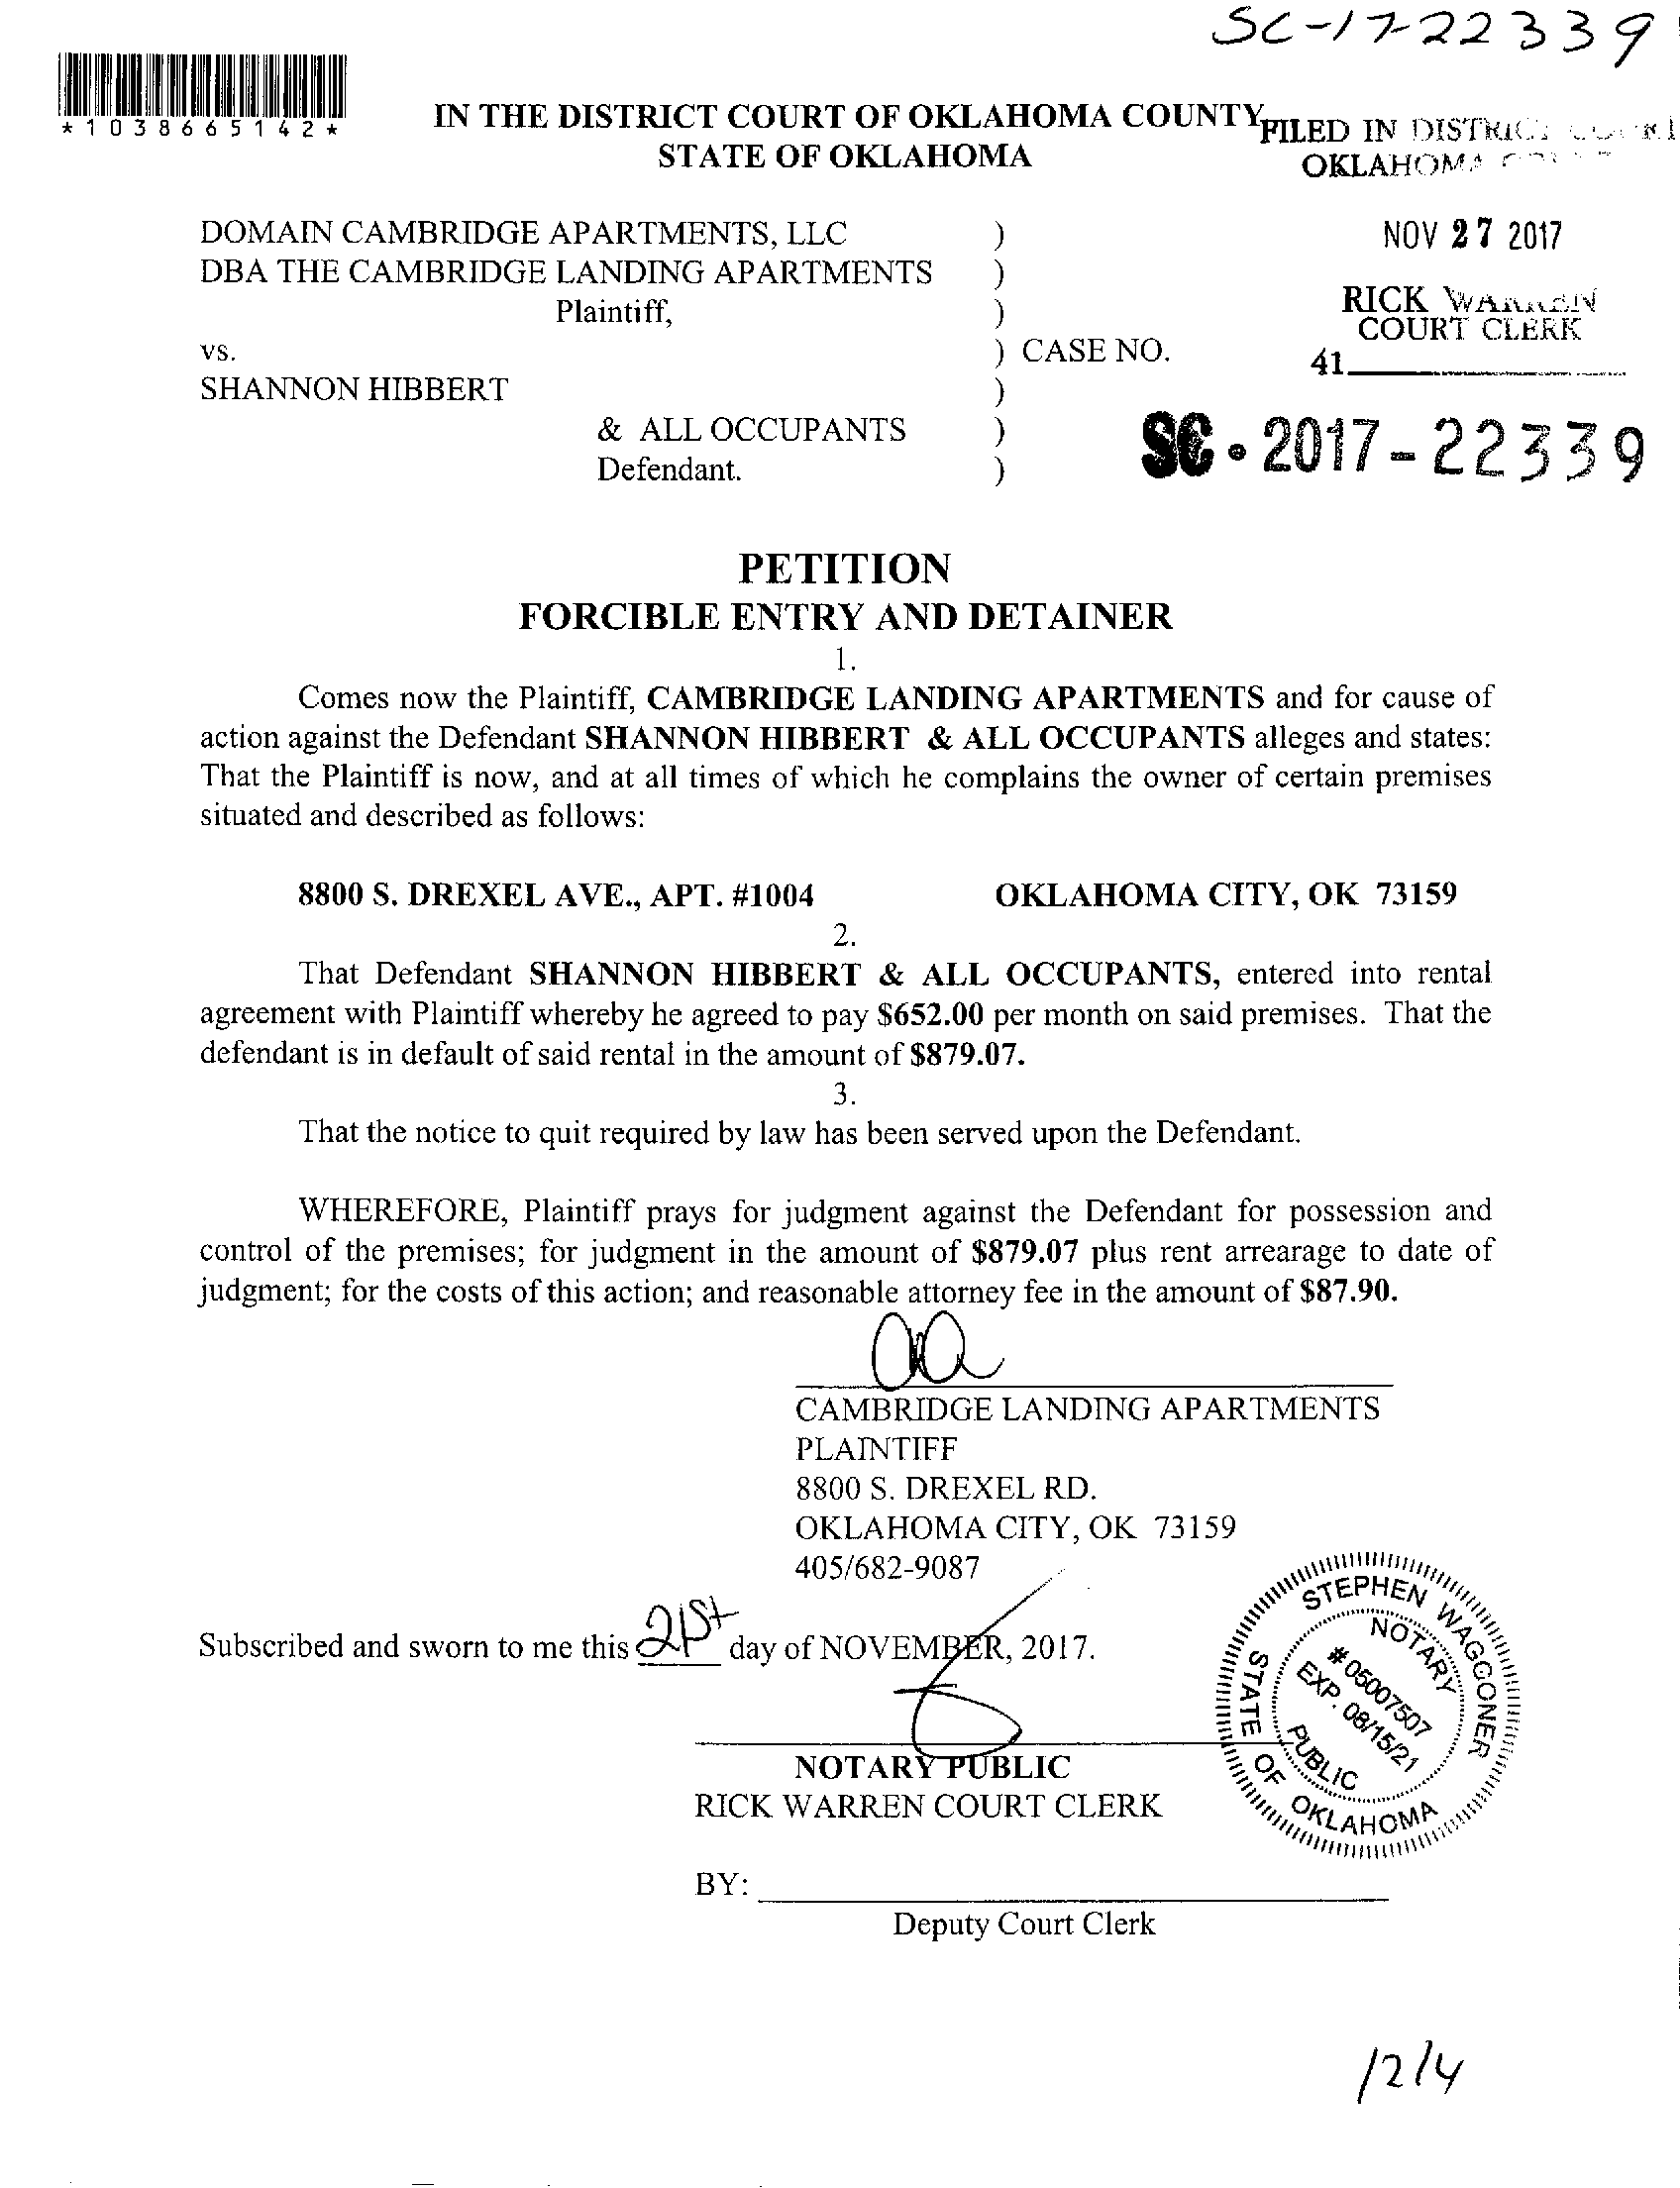 SC-17-22339
*1038665142*
IN THE DISTRICT COURT OF OKLAHOMA COUNTY
STATE OF OKLAHOMA
FILED IN DISTRICT
OKLAHOMA
NOV 27 2017
RICK WARREN
COURT CLERK
41
DOMAIN CAMBRIDGE APARTMENTS, LLC )
DBA THE CAMBRIDGE LANDING APARTMENTS )
Plaintiff, )
vs. ) CASE NO.
SHANNON HIBBERT )
& ALL OCCUPANTS )
Defendant. )
SC-2017-22339
PETITION
FORCIBLE ENTRY AND DETAINER
1.
Comes now the Plaintiff, CAMBRIDGE LANDING APARTMENTS and for cause of
action against the Defendant SHANNON HIBBERT & ALL OCCUPANTS alleges and states:
That the Plaintiff is now, and at all times of which he complains the owner of certain premises
situated and described as follows:
8800 S. DREXEL AVE., APT. #1004 OKLAHOMA CITY, OK 73159
2.
That Defendant SHANNON HIBBERT & ALL OCCUPANTS, entered into rental
agreement with Plaintiff whereby he agreed to pay $652.00 per month on said premises. That the
defendant is in default of said rental in the amount of $879.07.
3.
That the notice to quit required by law has been served upon the Defendant.
WHEREFORE, Plaintiff prays for judgment against the Defendant for possession and
control of the premises; for judgment in the amount of $879.07 plus rent arrearage to date of
judgment; for the costs of this action; and reasonable attorney fee in the amount of $87.90.
CAMBRIDGE LANDING APARTMENTS
PLAINTIFF
8800 S. DREXEL RD.
OKLAHOMA CITY, OK 73159
405/682-9087
Subscribed and sworn to me this 21st day of NOVEMBER, 2017.
NOTARY PUBLIC
RICK WARREN COURT CLERK
STEPHEN WAGGONER
NOTARY
# 05007507
EXP. 08/15/21
PUBLIC
STATE OF OKLAHOMA
BY:
Deputy Court Clerk
12/4